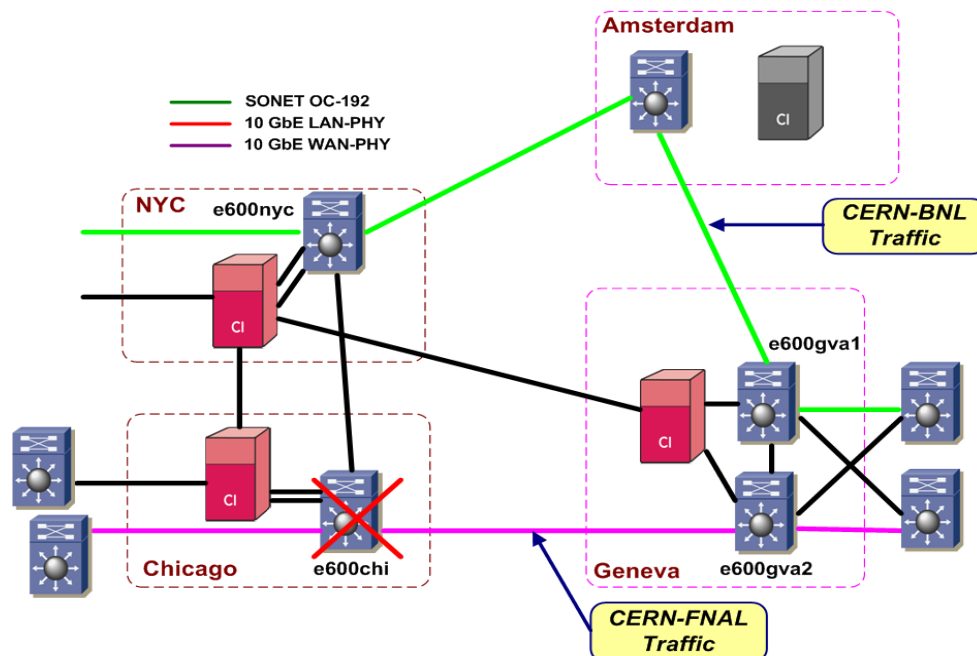 Amsterdam
CI
SONET OC-192
10 GbE LAN-PHY
10 GbE WAN-PHY
NYC
e600nyc
CI
CERN-BNL
Traffic
e600gva1
CI
CI
Chicago
e600chi
e600gva2
Geneva
CERN-FNAL
Traffic